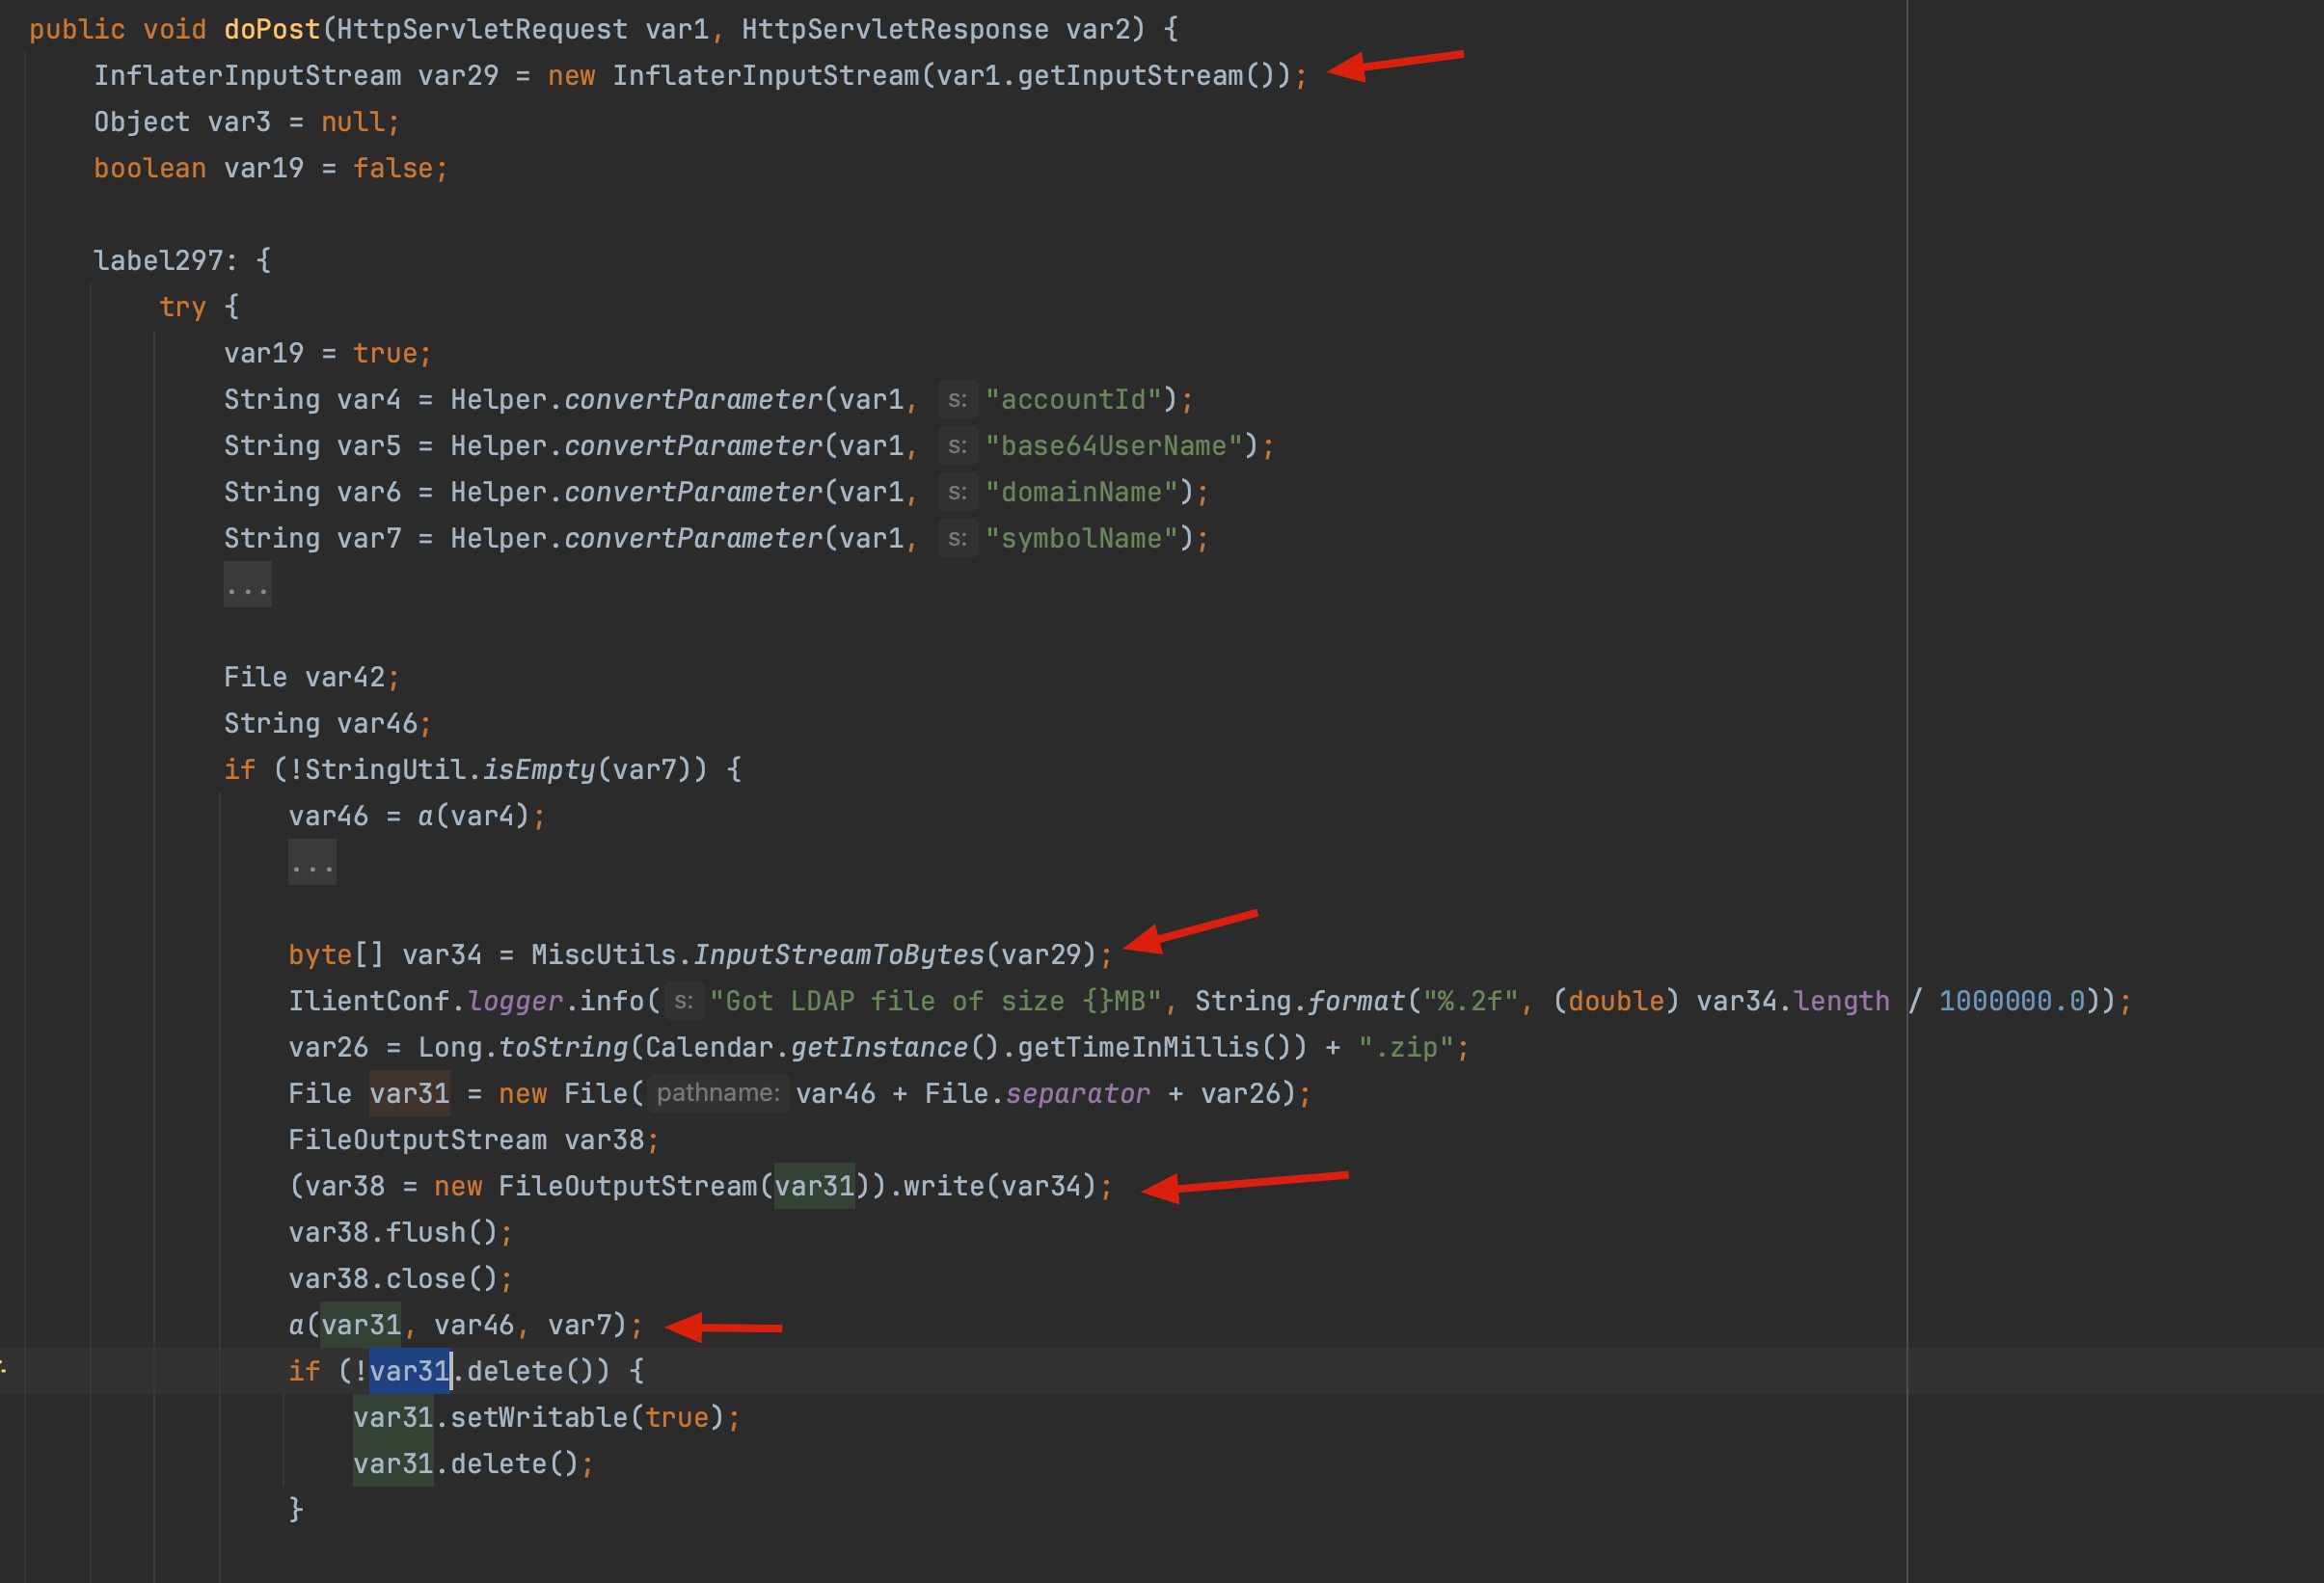 public void doPost(HttpServletRequest var1, HttpServletResponse var2) {
InflaterInputStream var29 = new InflaterInputStream(var1.getInputStream());
Object var3 = null;
boolean var19 = false;
label297: {
try {
var19 = true;
String var4 = Helper.convertParameter(var1, s: "accountId");
String var5 = Helper.convertParameter(var1, s: "base64UserName");
String var6 = Helper.convertParameter(var1, s: "domainName");
String var7 = Helper.convertParameter(var1, s: "symbolName");
...
File var42;
String var46;
if (!StringUtil.isEmpty(var7)) {
var46 = a(var4);
...
byte[] var34 = MiscUtils.InputStreamToBytes(var29);
IlientConf.logger.info( s: "Got LDAP file of size {}MB", String.format("%.2f", (double) var34.length / 1000000.0));
var26 = Long.toString(Calendar.getInstance().getTimeInMillis()) + ".zip";
File var31 = new File( pathname: var46 + File.separator + var26);
FileOutputStream var38;
(var38 = new FileOutputStream(var31)).write(var34);
var38.flush();
var38.close();
a(var31, var46, var7);
if (!var31.delete()) {
var31.setWritable(true);
var31.delete();
}